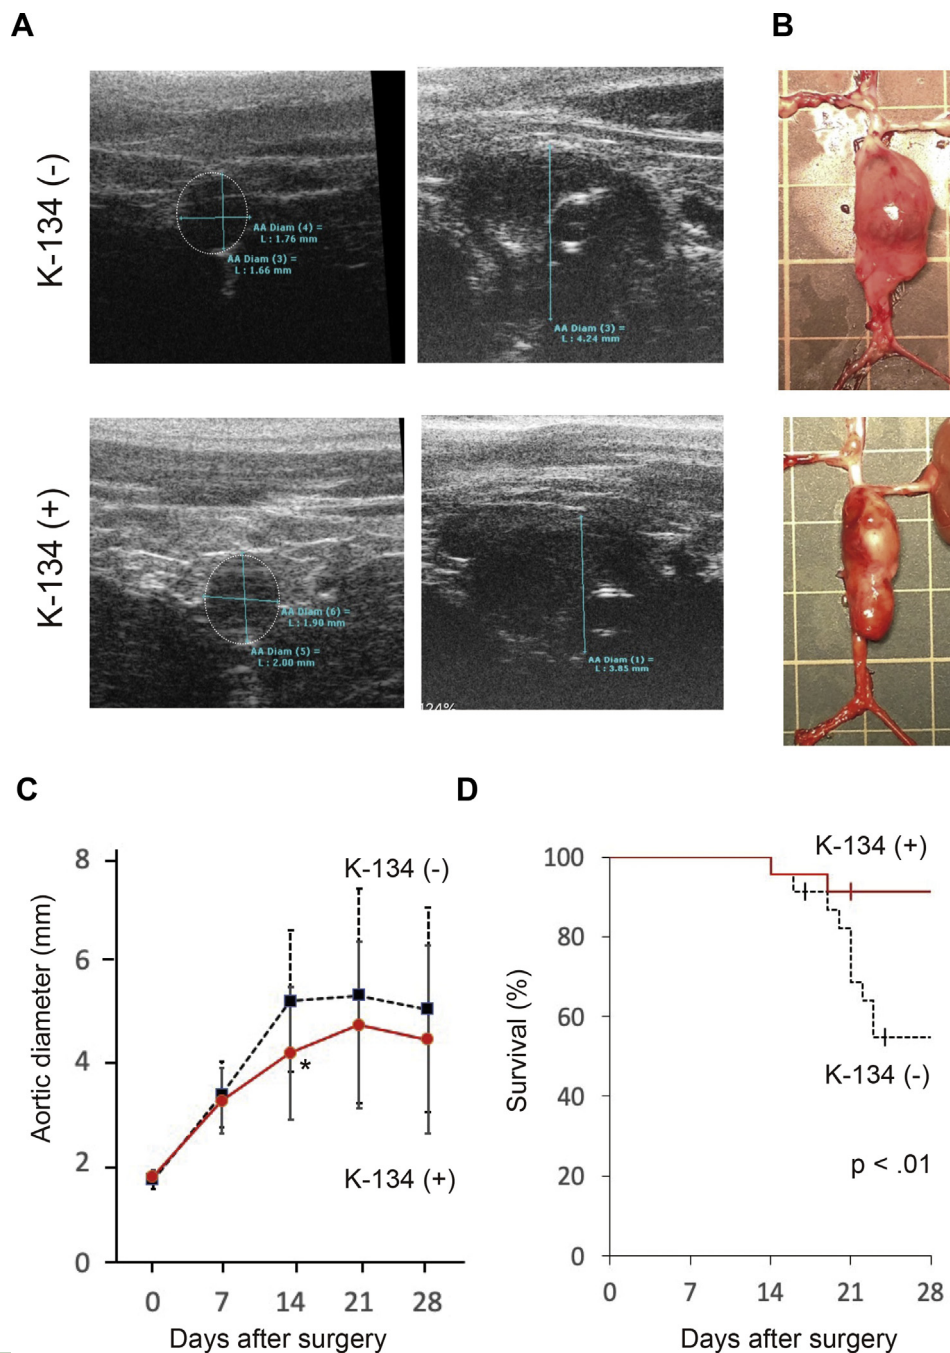 A
B
K-134 (-)
AA Diam (4) =
L : 1.76 mm
AA Diam (3) =
L : 1.66 mm
AA Diam (3) =
L : 4.24 mm
K-134 (+)
AA Diam (6) =
L : 1.90 mm
AA Diam (5) =
L : 2.00 mm
AA Diam (1) =
L : 3.85 mm
124%
C
Aortic diameter (mm)
8
6
4
2
0
K-134 (-)
*
K-134 (+)
0 7 14 21 28
Days after surgery
D
Survival (%)
100
80
60
40
20
0
K-134 (+)
K-134 (-)
p < .01
0 7 14 21 28
Days after surgery